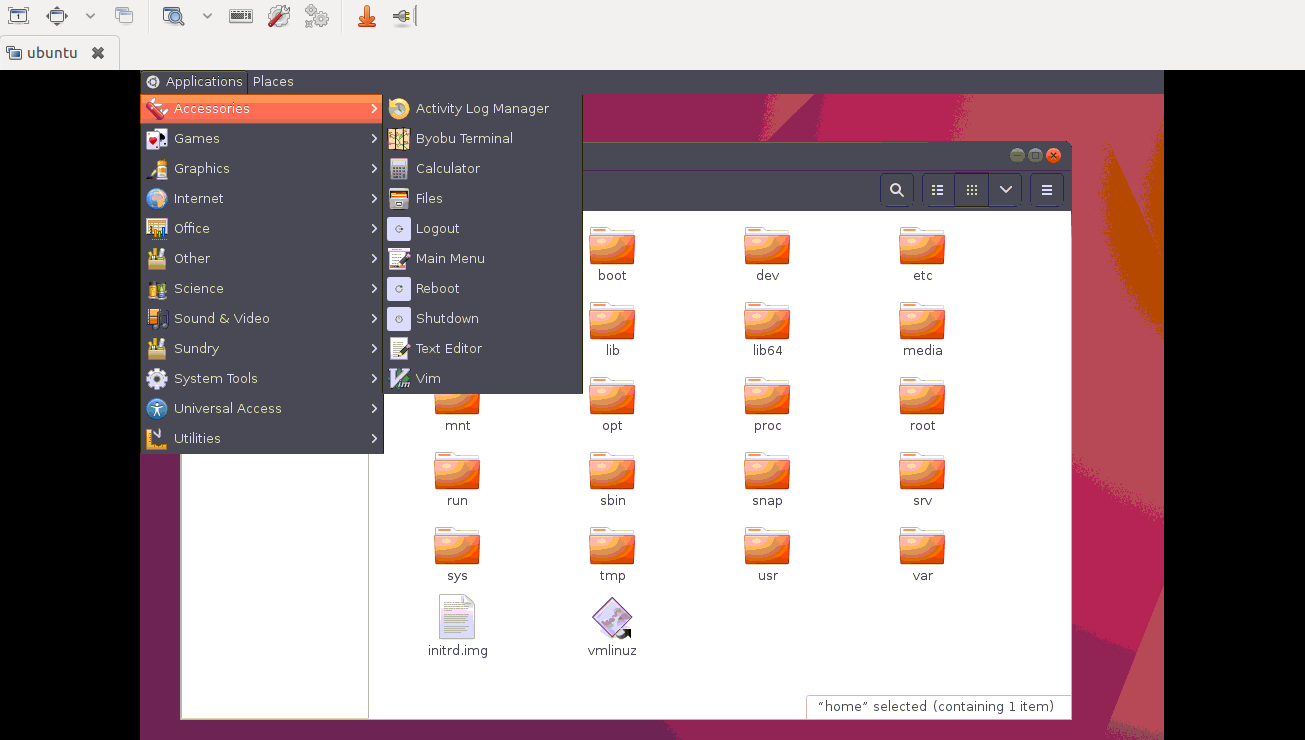 ubuntu
Applications Places
Accessories
Games
Graphics
Internet
Office
Other
Science
Sound & Video
Sundry
System Tools
Universal Access
Utilities
Activity Log Manager
Byobu Terminal
Calculator
Files
Logout
Main Menu
Reboot
Shutdown
Text Editor
Vim
boot dev etc
lib lib64 media
mnt opt proc root
run sbin snap srv
sys tmp usr var
initrd.img vmlinuz
“home” selected (containing 1 item)